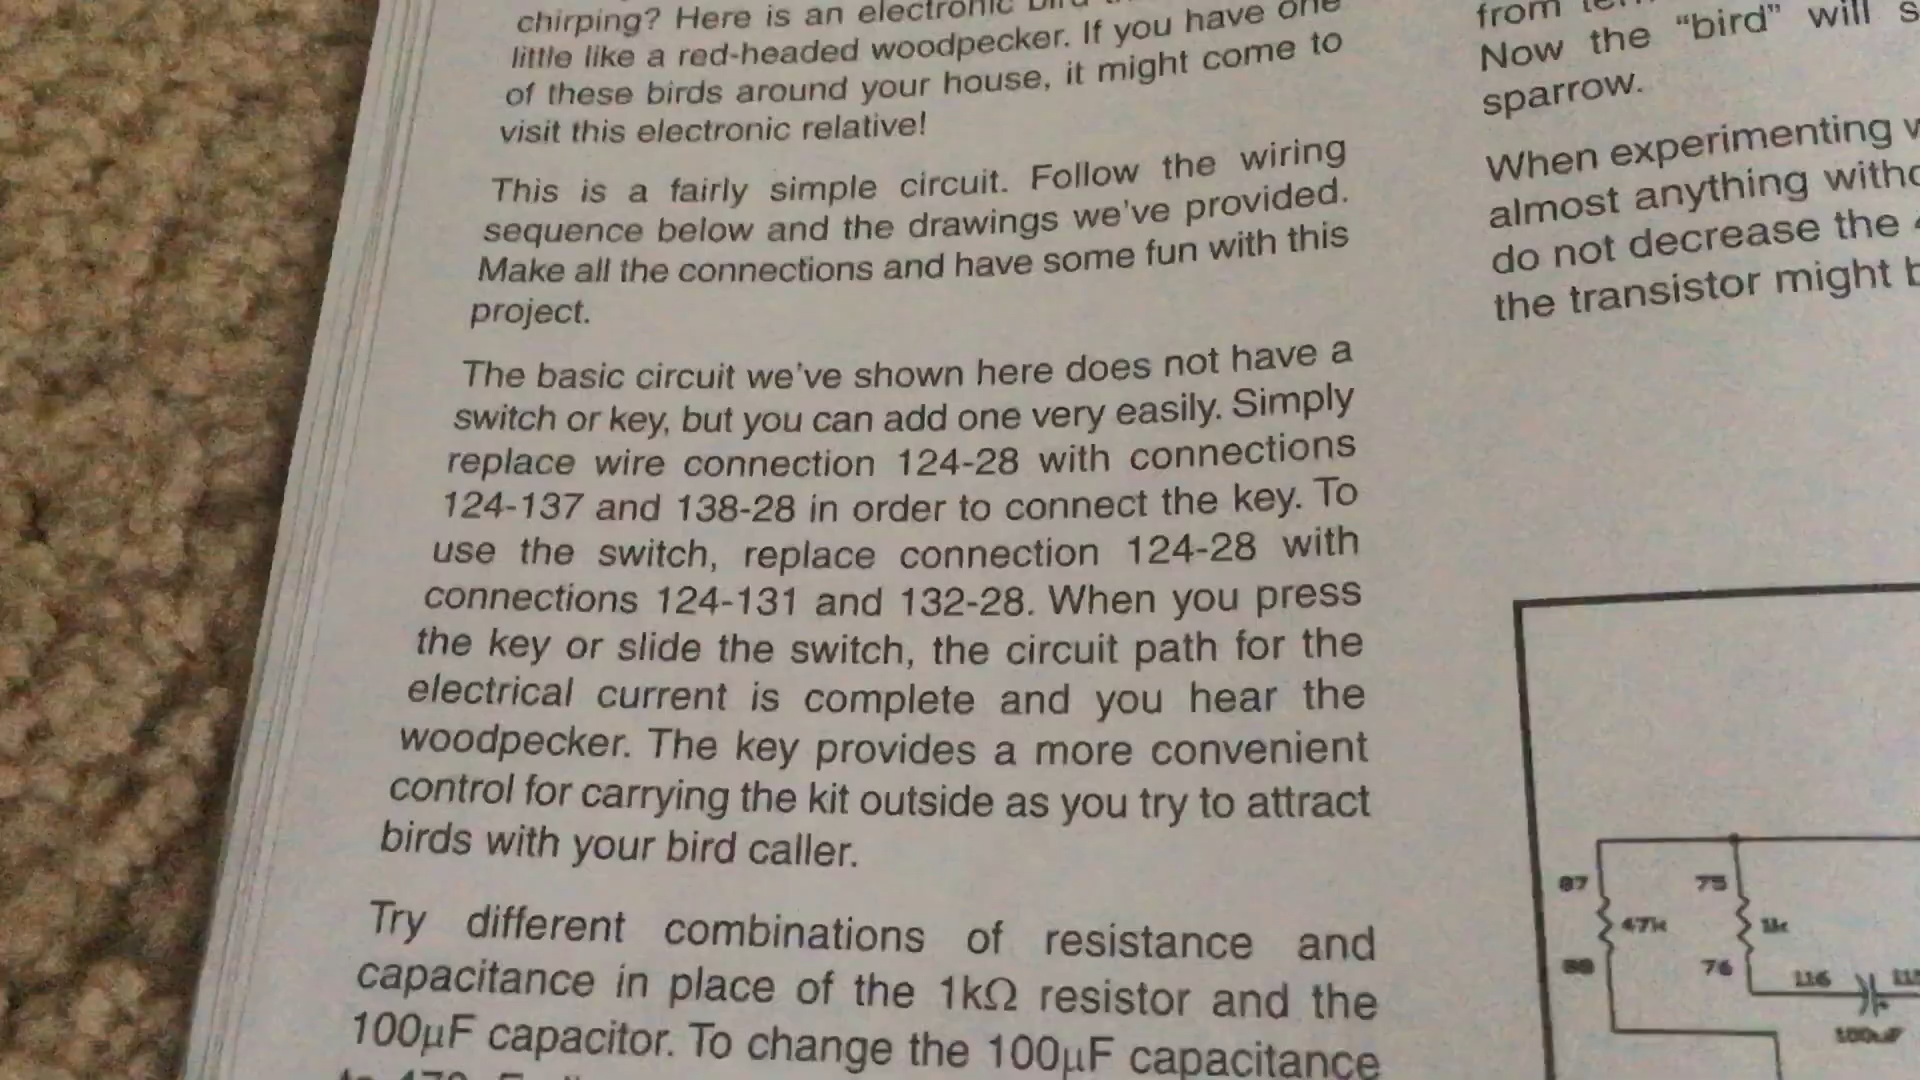 chirping? Here is an electronic
little like a red-headed woodpecker. If you have one
of these birds around your house, it might come to
visit this electronic relative!
This is a fairly simple circuit. Follow the wiring
sequence below and the drawings we've provided.
Make all the connections and have some fun with this
project.
The basic circuit we've shown here does not have a
switch or key, but you can add one very easily. Simply
replace wire connection 124-28 with connections
124-137 and 138-28 in order to connect the key. To
use the switch, replace connection 124-28 with
connections 124-131 and 132-28. When you press
the key or slide the switch, the circuit path for the
electrical current is complete and you hear the
woodpecker. The key provides a more convenient
control for carrying the kit outside as you try to attract
birds with your bird caller.
Try different combinations of resistance and
capacitance in place of the 1kΩ resistor and the
100µF capacitor. To change the 100µF capacitance
from
Now the "bird" will
sparrow.
When experimenting
almost anything
do not decrease the
the transistor might
87
75
47K
1k
88
76
116
100uF